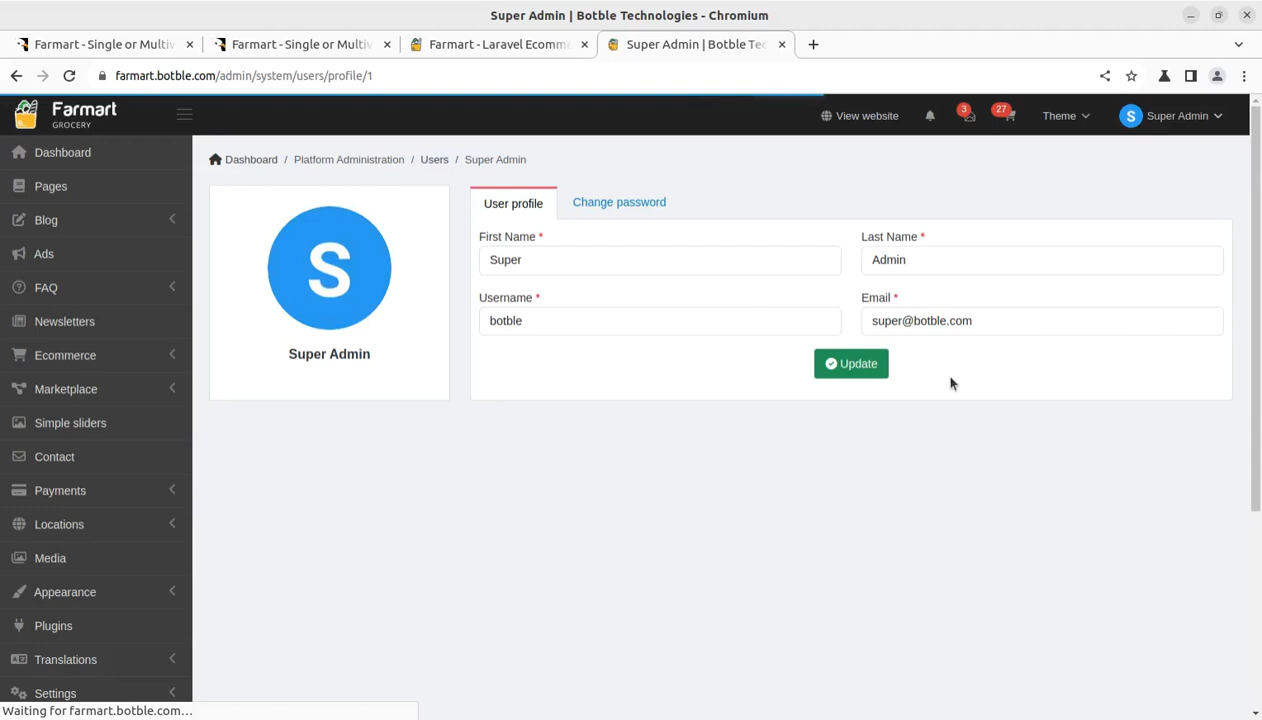 Super Admin | Botble Technologies - Chromium
Farmart - Single or Multiv
Farmart - Single or Multiv
Farmart - Laravel Ecomme
Super Admin | Botble Tec
farmart.botble.com/admin/system/users/profile/1
Farmart
GROCERY
View website
3
27
Theme
S
Super Admin
Dashboard
Pages
Blog
Ads
FAQ
Newsletters
Ecommerce
Marketplace
Simple sliders
Contact
Payments
Locations
Media
Appearance
Plugins
Translations
Settings
Dashboard / Platform Administration / Users / Super Admin
S
Super Admin
User profile
Change password
First Name *
Super
Last Name *
Admin
Username *
botble
Email *
super@botble.com
Update
Waiting for farmart.botble.com...